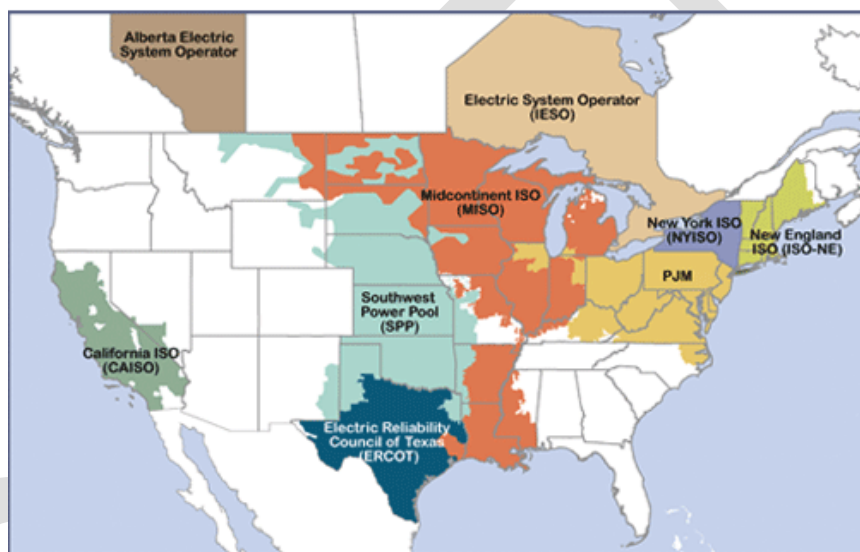 Alberta Electric
System Operator
Electric System Operator
(IESO)
Midcontinent ISO
(MISO)
New York ISO
(NYISO)
New England
ISO (ISO-NE)
PJM
Southwest
Power Pool
(SPP)
California ISO
(CAISO)
Electric Reliability
Council of Texas
(ERCOT)